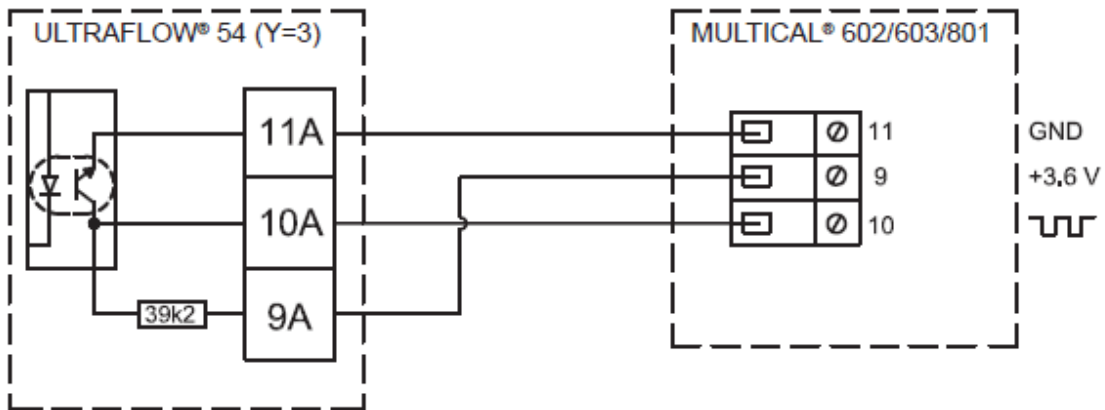 ULTRAFLOW® 54 (Y=3)
MULTICAL® 602/603/801
11A
11
GND
9
+3.6 V
10A
10
39k2
9A